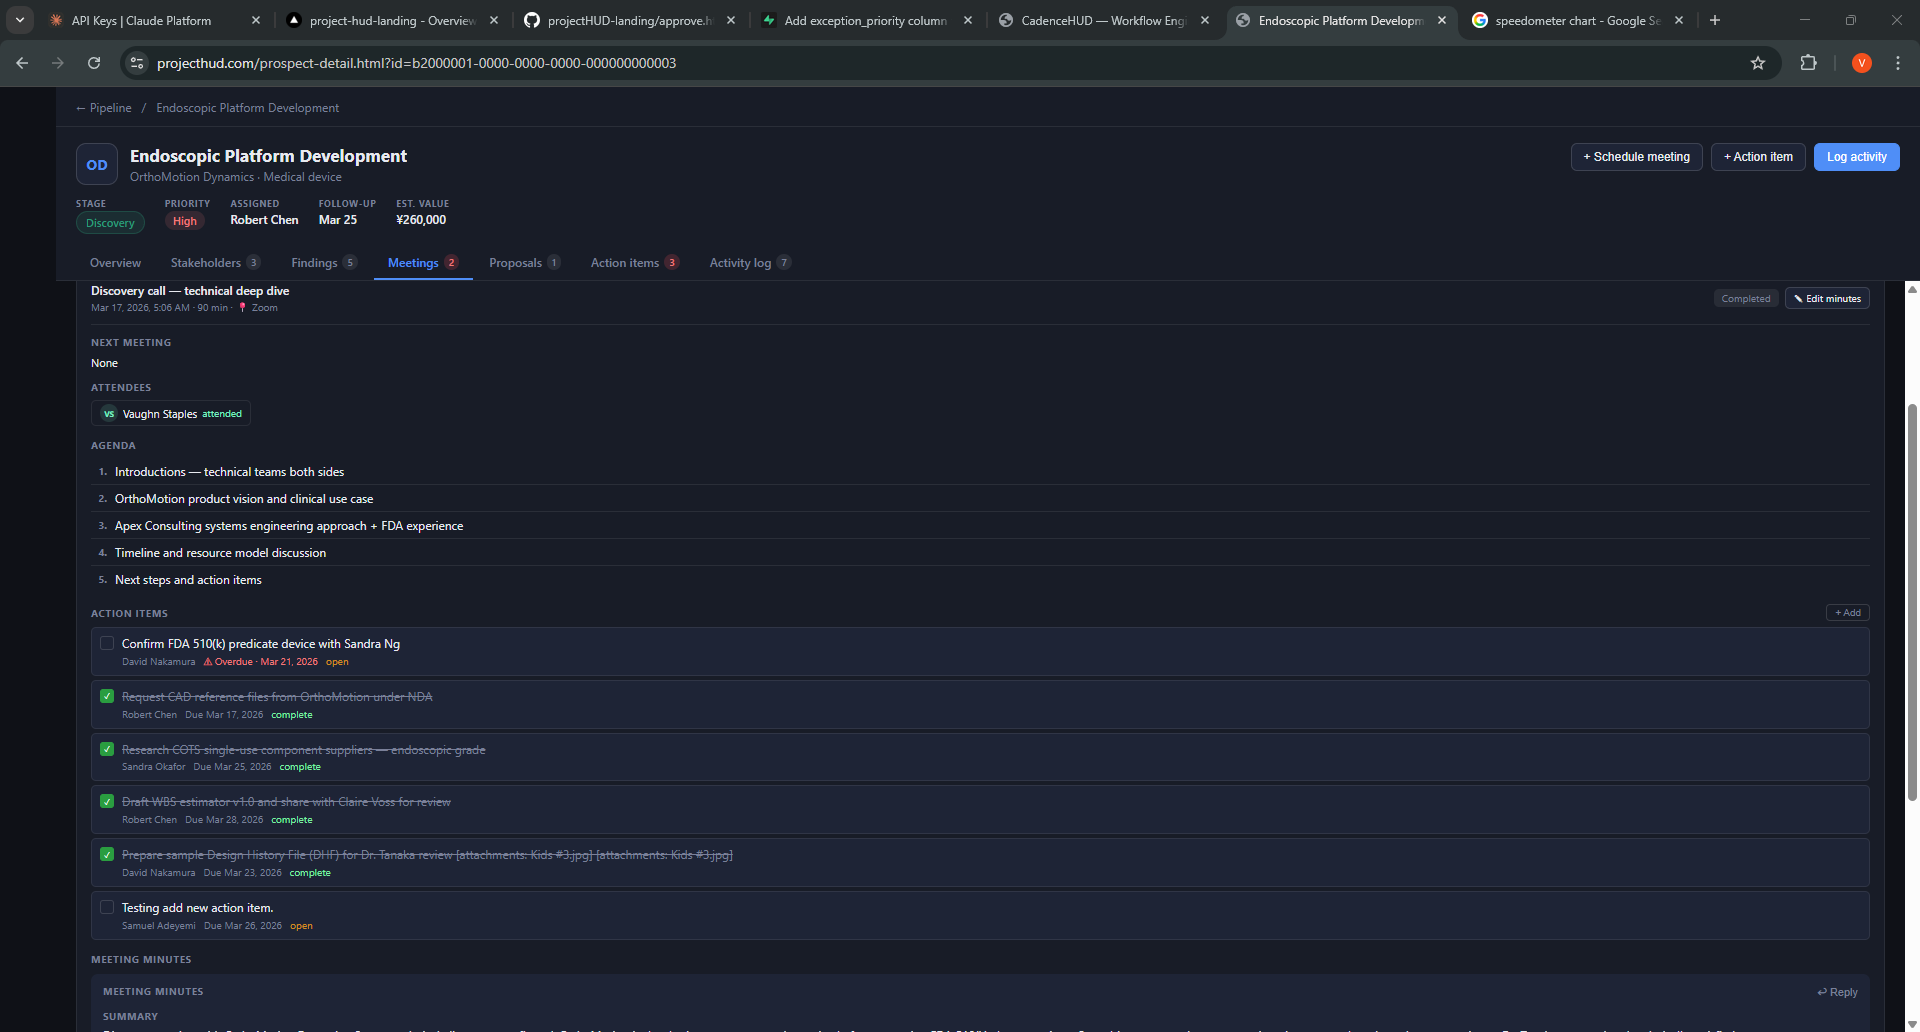 API Keys | Claude Platform
project-hud-landing - Overview
projectHUD-landing/approve.h
Add exception_priority column
CadenceHUD — Workflow Eng
Endoscopic Platform Developm
speedometer chart - Google Se
projecthud.com/prospect-detail.html?id=b2000001-0000-0000-0000-000000000003
V
← Pipeline / Endoscopic Platform Development
OD
Endoscopic Platform Development
OrthoMotion Dynamics · Medical device
+ Schedule meeting
+ Action item
Log activity
STAGE PRIORITY ASSIGNED FOLLOW-UP EST. VALUE
Discovery High Robert Chen Mar 25 ¥260,000
Overview Stakeholders 3 Findings 5 Meetings 2 Proposals 1 Action items 3 Activity log 7
Discovery call — technical deep dive
Mar 17, 2026, 5:06 AM · 90 min · 📍 Zoom
Completed
✎ Edit minutes
NEXT MEETING
None
ATTENDEES
VS Vaughn Staples attended
AGENDA
1. Introductions — technical teams both sides
2. OrthoMotion product vision and clinical use case
3. Apex Consulting systems engineering approach + FDA experience
4. Timeline and resource model discussion
5. Next steps and action items
ACTION ITEMS
+ Add
Confirm FDA 510(k) predicate device with Sandra Ng
David Nakamura ⚠ Overdue · Mar 21, 2026 open
Request CAD reference files from OrthoMotion under NDA
Robert Chen Due Mar 17, 2026 complete
Research COTS single-use component suppliers — endoscopic grade
Sandra Okafor Due Mar 25, 2026 complete
Draft WBS estimator v1.0 and share with Claire Voss for review
Robert Chen Due Mar 28, 2026 complete
Prepare sample Design History File (DHF) for Dr. Tanaka review [attachments: Kids #3.jpg] [attachments: Kids #3.jpg]
David Nakamura Due Mar 23, 2026 complete
Testing add new action item.
Samuel Adeyemi Due Mar 26, 2026 open
MEETING MINUTES
MEETING MINUTES
↩ Reply
SUMMARY